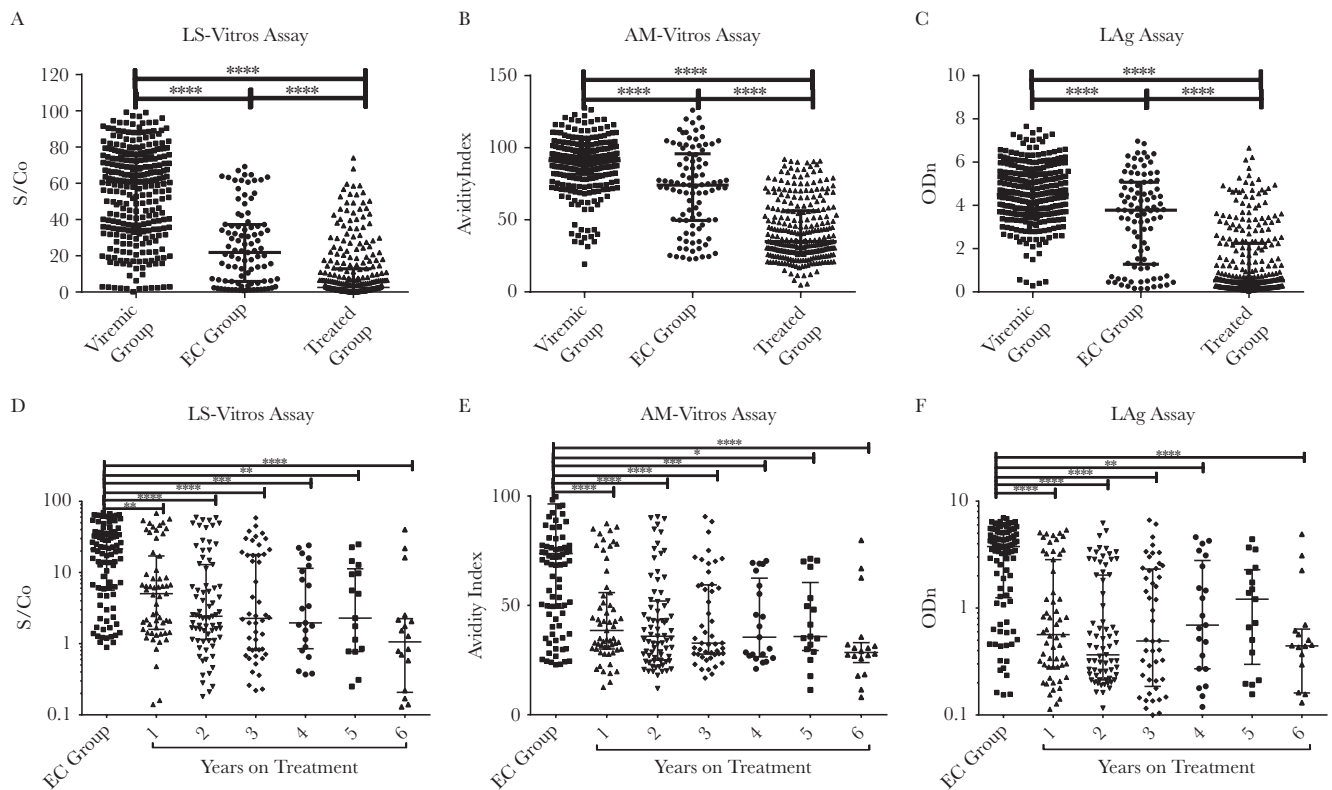 A
LS-Vitros Assay
120
100
80
60
40
20
0
S/Co
****
****
****
Viremic Group
EC Group
Treated Group
B
AM-Vitros Assay
150
100
50
0
AvidityIndex
****
****
****
Viremic Group
EC Group
Treated Group
C
LAg Assay
10
8
6
4
2
0
ODn
****
****
****
Viremic Group
EC Group
Treated Group
D
LS-Vitros Assay
****
**
***
****
****
**
100
10
1
0.1
S/Co
EC Group
1
2
3
4
5
6
Years on Treatment
E
AM-Vitros Assay
****
*
***
****
****
****
100
50
0
Avidity Index
EC Group
1
2
3
4
5
6
Years on Treatment
F
LAg Assay
****
**
****
****
****
10
1
0.1
ODn
EC Group
1
2
3
4
5
6
Years on Treatment